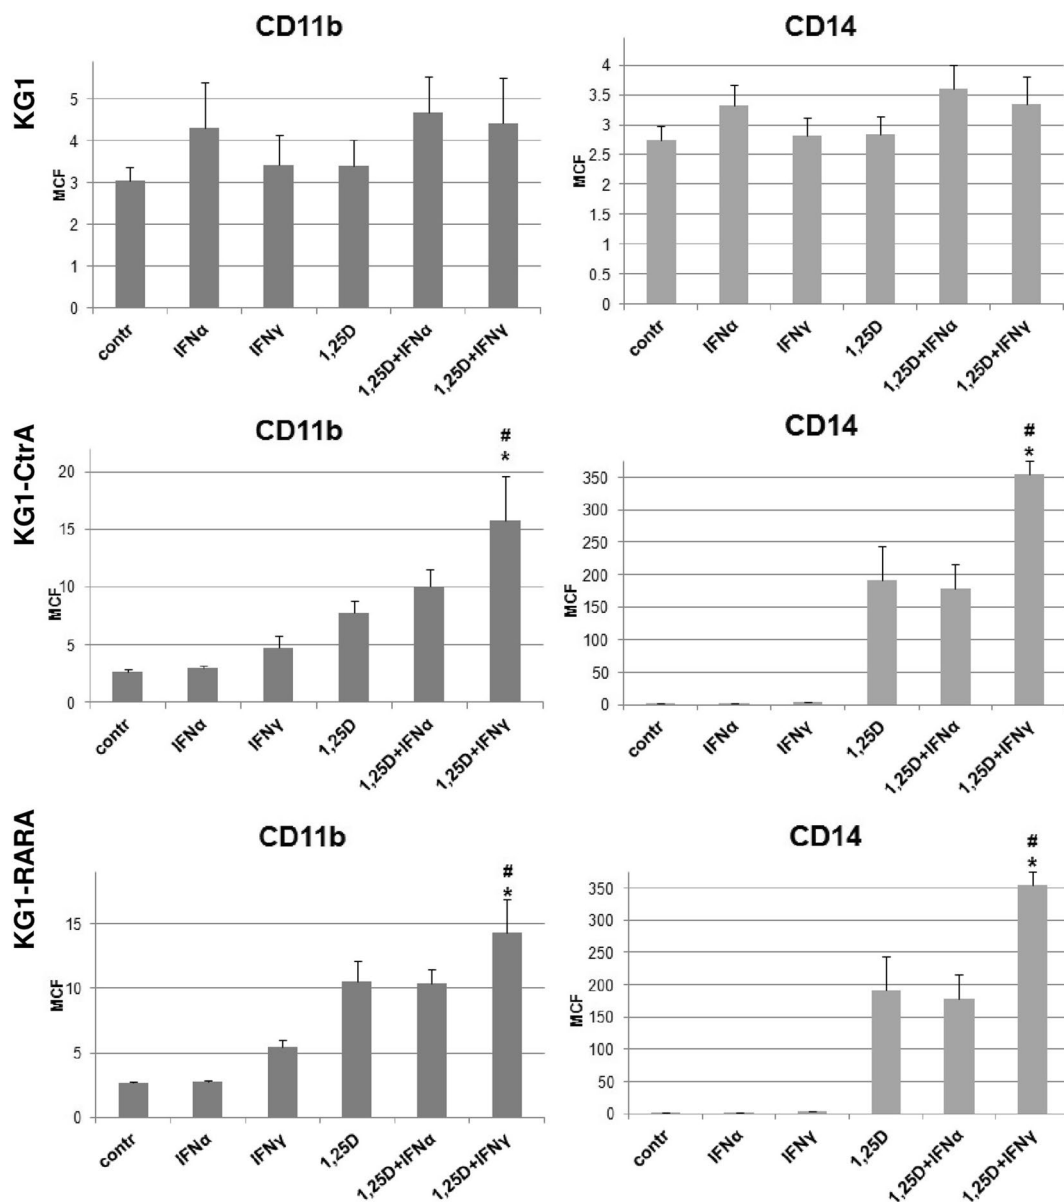 CD11b
KG1
MCF
5
4
3
2
1
0
contr
IFNα
IFNγ
1,25D
1,25D+IFNα
1,25D+IFNγ
CD14
MCF
4
3.5
3
2.5
2
1.5
1
0.5
0
contr
IFNα
IFNγ
1,25D
1,25D+IFNα
1,25D+IFNγ
CD11b
KG1-CtrA
MCF
20
15
10
5
0
#
*
contr
IFNα
IFNγ
1,25D
1,25D+IFNα
1,25D+IFNγ
CD14
MCF
350
300
250
200
150
100
50
0
#
*
contr
IFNα
IFNγ
1,25D
1,25D+IFNα
1,25D+IFNγ
CD11b
KG1-RARA
MCF
15
10
5
0
#
*
contr
IFNα
IFNγ
1,25D
1,25D+IFNα
1,25D+IFNγ
CD14
MCF
350
300
250
200
150
100
50
0
#
*
contr
IFNα
IFNγ
1,25D
1,25D+IFNα
1,25D+IFNγ